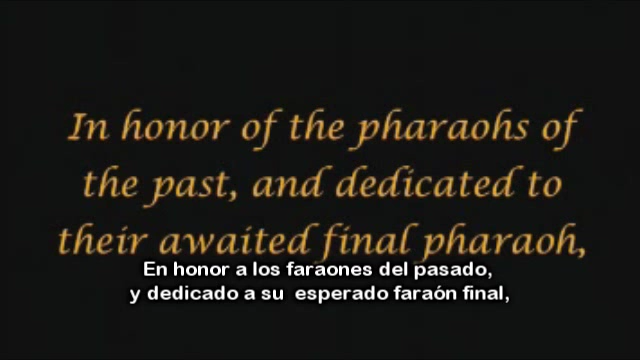 In honor of the pharaohs of
the past, and dedicated to
their awaited final pharaoh,
En honor a los faraones del pasado,
y dedicado a su esperado faraón final,